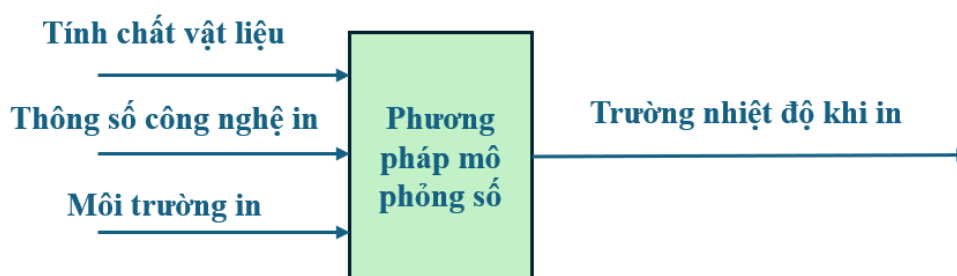 Tính chất vật liệu
Thông số công nghệ in
Môi trường in
Phương
pháp mô
phỏng số
Trường nhiệt độ khi in